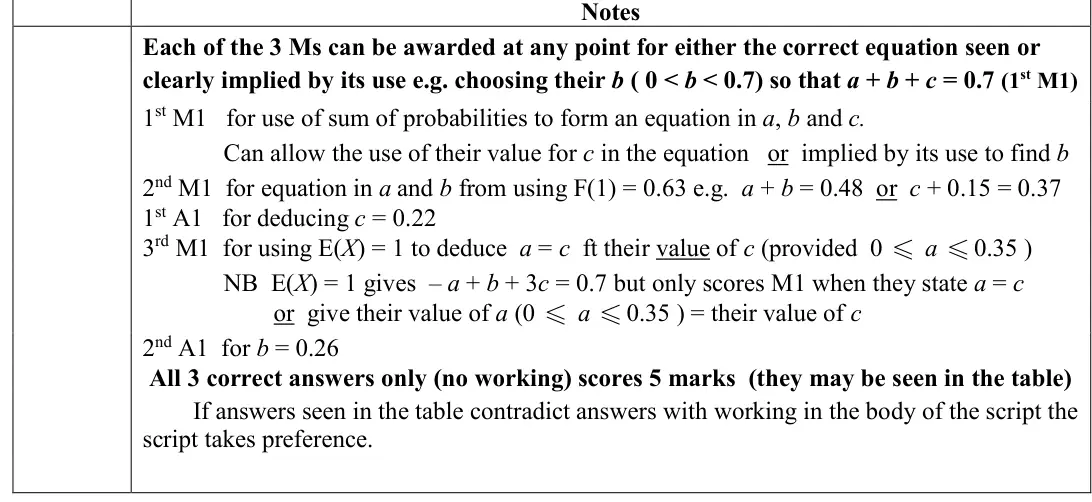 Notes
Each of the 3 Ms can be awarded at any point for either the correct equation seen or
clearly implied by its use e.g. choosing their b ( 0 < b < 0.7) so that a + b + c = 0.7 (1st M1)
1st M1 for use of sum of probabilities to form an equation in a, b and c.
Can allow the use of their value for c in the equation or implied by its use to find b
2nd M1 for equation in a and b from using F(1) = 0.63 e.g. a + b = 0.48 or c + 0.15 = 0.37
1st A1 for deducing c = 0.22
3rd M1 for using E(X) = 1 to deduce a = c ft their value of c (provided 0 ⩽ a ⩽ 0.35 )
NB E(X) = 1 gives – a + b + 3c = 0.7 but only scores M1 when they state a = c
or give their value of a (0 ⩽ a ⩽ 0.35 ) = their value of c
2nd A1 for b = 0.26
All 3 correct answers only (no working) scores 5 marks (they may be seen in the table)
If answers seen in the table contradict answers with working in the body of the script the
script takes preference.